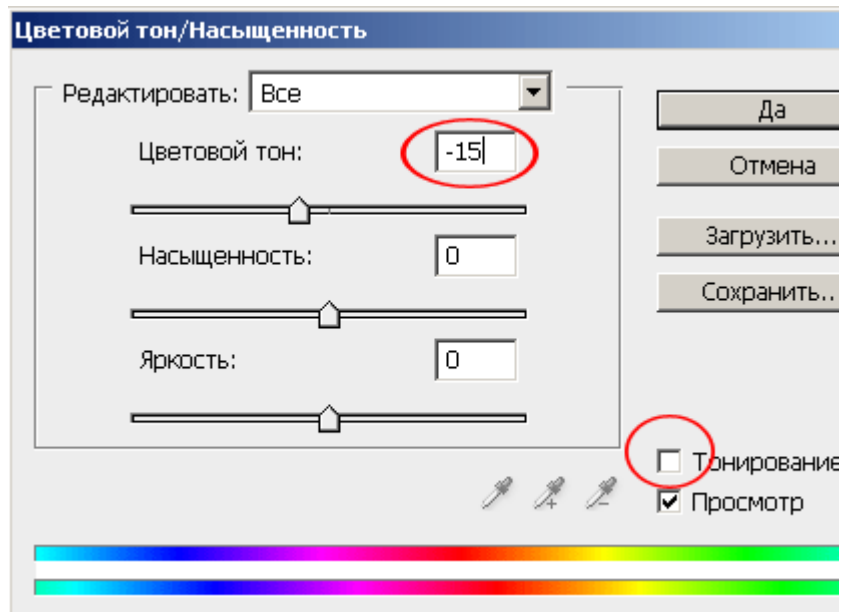 Цветовой тон/Насыщенность
Редактировать: Все
Да
Цветовой тон: -15
Отмена
Насыщенность: 0
Загрузить...
Сохранить..
Яркость: 0
Тонирование
Просмотр